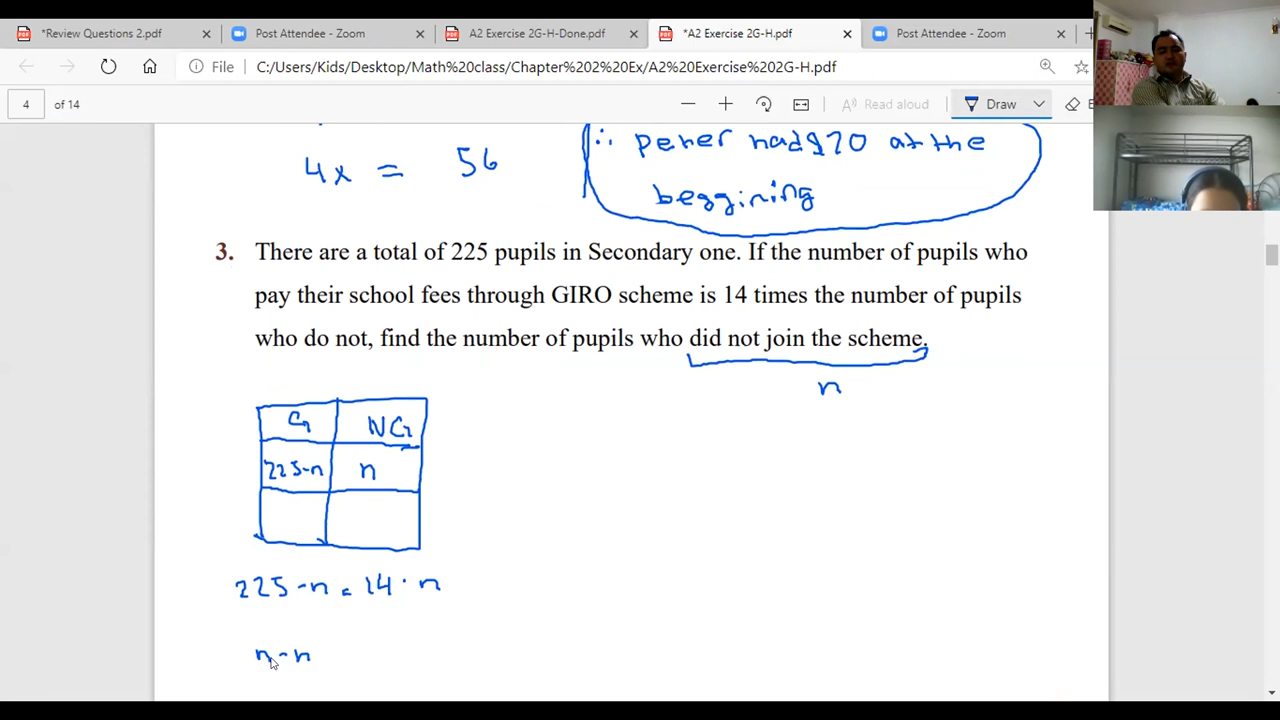 *Review Questions 2.pdf
Post Attendee - Zoom
A2 Exercise 2G-H-Done.pdf
*A2 Exercise 2G-H.pdf
Post Attendee - Zoom
File C:/Users/Kids/Desktop/Math%20class/Chapter%202%20Ex/A2%20Exercise%202G-H.pdf
4 of 14
Read aloud
Draw
∴ peher had $70 at the
4x = 56
beggining
3. There are a total of 225 pupils in Secondary one. If the number of pupils who
pay their school fees through GIRO scheme is 14 times the number of pupils
who do not, find the number of pupils who did not join the scheme.
n
G NG
225-n n
225-n = 14·n
n-n